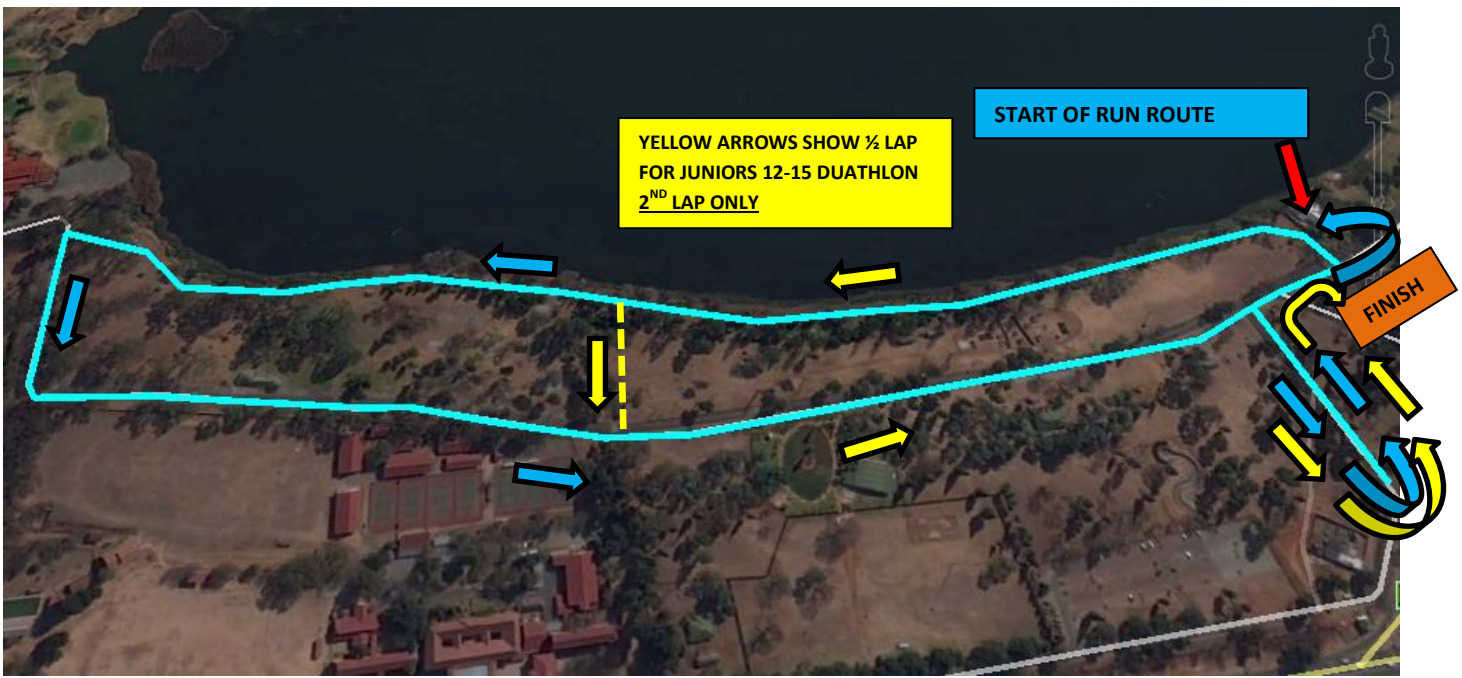 START OF RUN ROUTE
YELLOW ARROWS SHOW ½ LAP
FOR JUNIORS 12-15 DUATHLON
2ND LAP ONLY
FINISH